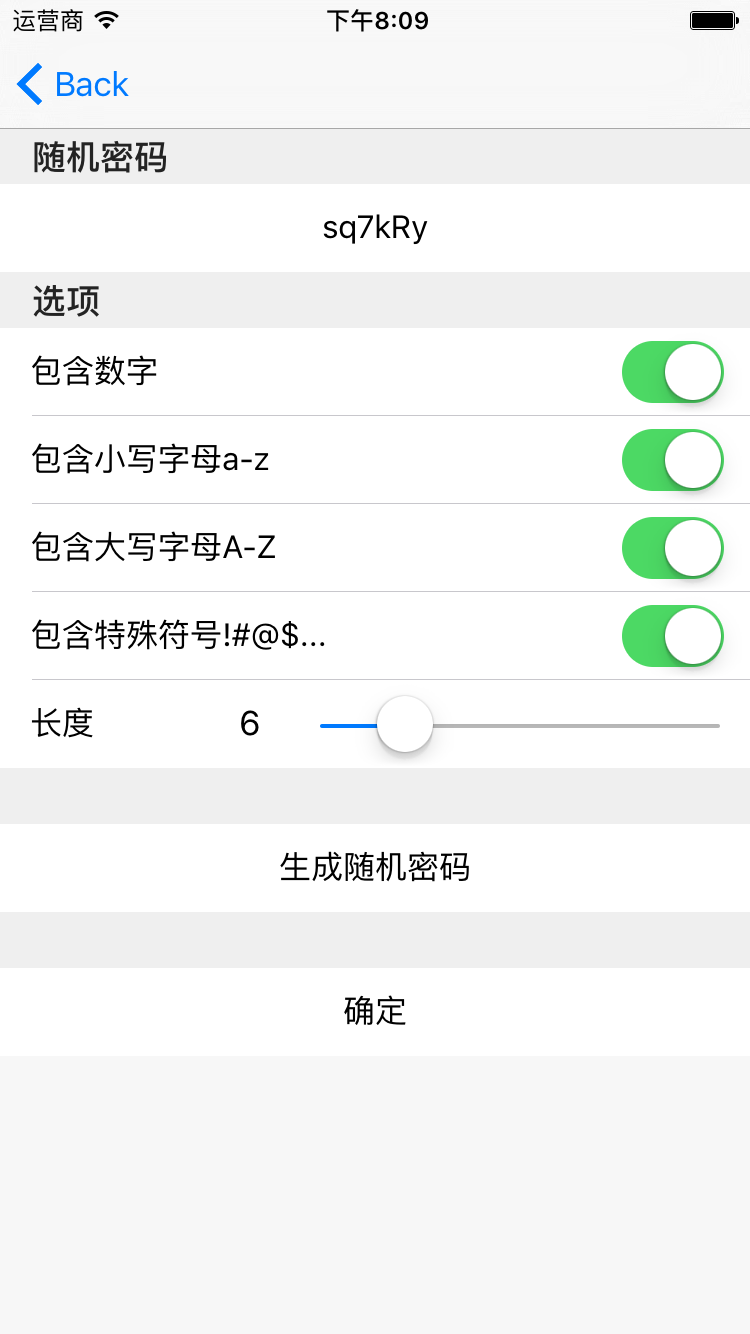 运营商 下午8:09
Back
随机密码
sq7kRy
选项
包含数字
包含小写字母a-z
包含大写字母A-Z
包含特殊符号!#@$...
长度 6
生成随机密码
确定